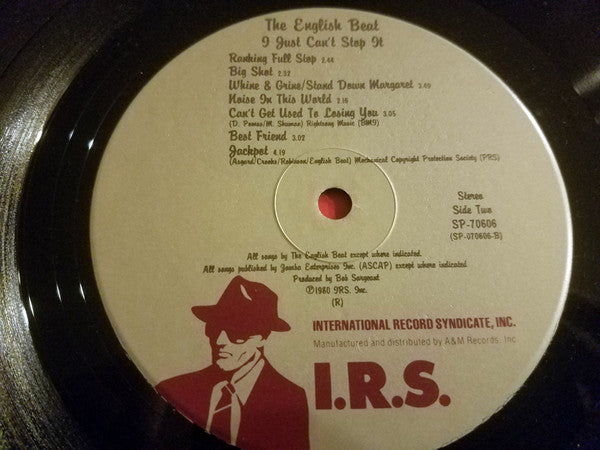 The English Beat
I Just Can't Stop It
Ranking Full Stop 2.44
Big Shot 2.32
Whine & Grine/Stand Down Margaret 3.49
Noise In This World 2.16
Can't Get Used To Losing You 3.05
(D. Pomus/M. Shuman) Rightsong Music (BMI)
Best Friend 3.02
Jackpot 4.19
(Asgard/Crooks/Robinson/English Beat) Mechanical Copyright Protection Society (PRS)
Stereo
Side Two
SP-70606
(SP-070606-B)
All songs by The English Beat except where indicated.
All songs published by Zomba Enterprises Inc. (ASCAP) except where indicated
Produced by Bob Sargeant
℗1980 IRS. Inc.
(R)
INTERNATIONAL RECORD SYNDICATE, INC.
Manufactured and distributed by A&M Records, Inc
I.R.S.